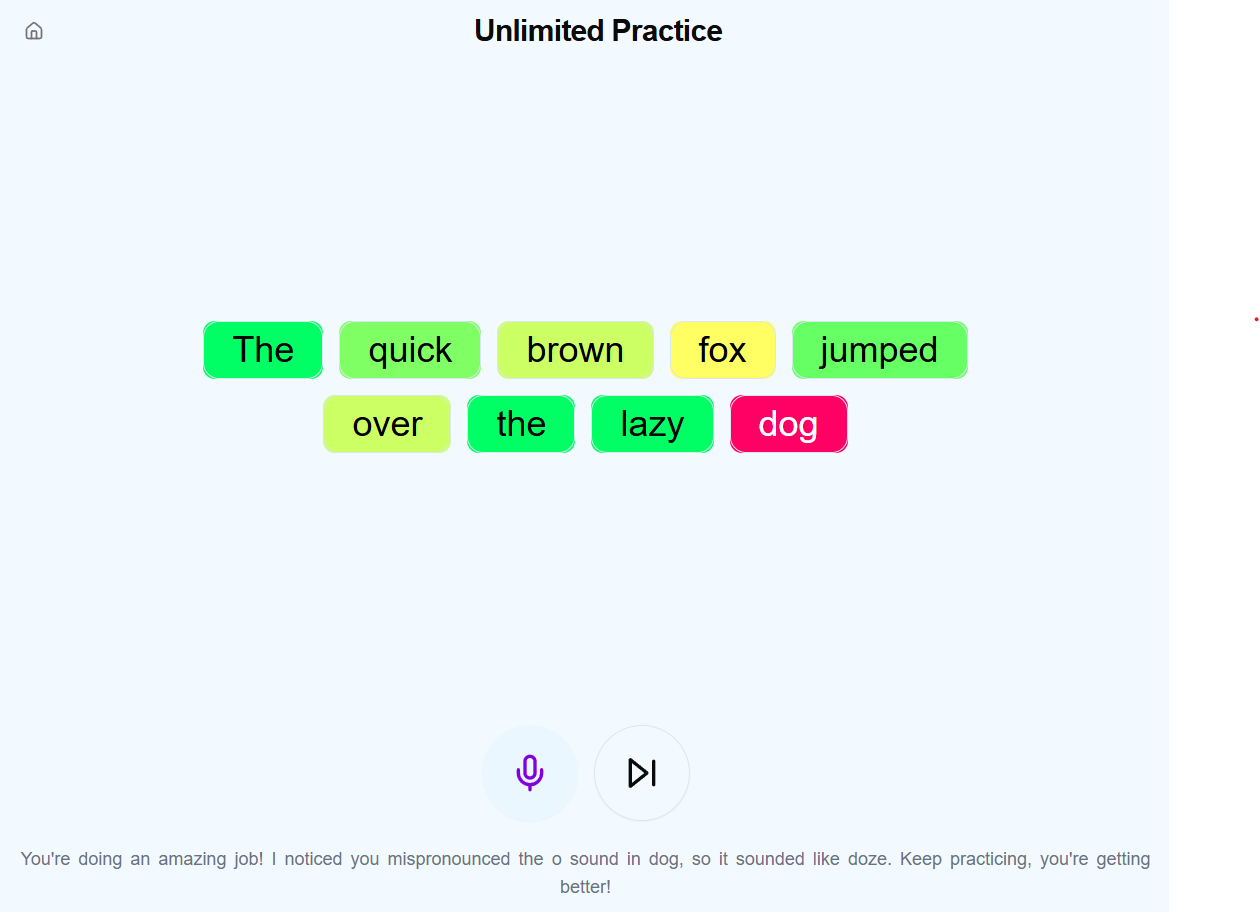 Unlimited Practice
The quick brown fox jumped
over the lazy dog
You're doing an amazing job! I noticed you mispronounced the o sound in dog, so it sounded like doze. Keep practicing, you're getting
better!